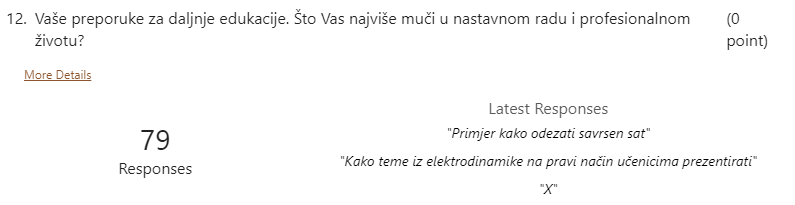 12. Vaše preporuke za daljnje edukacije. Što Vas najviše muči u nastavnom radu i profesionalnom životu?
(0 point)
More Details
79
Responses
Latest Responses
"Primjer kako odezati savrsen sat"
"Kako teme iz elektrodinamike na pravi način učenicima prezentirati"
"X"